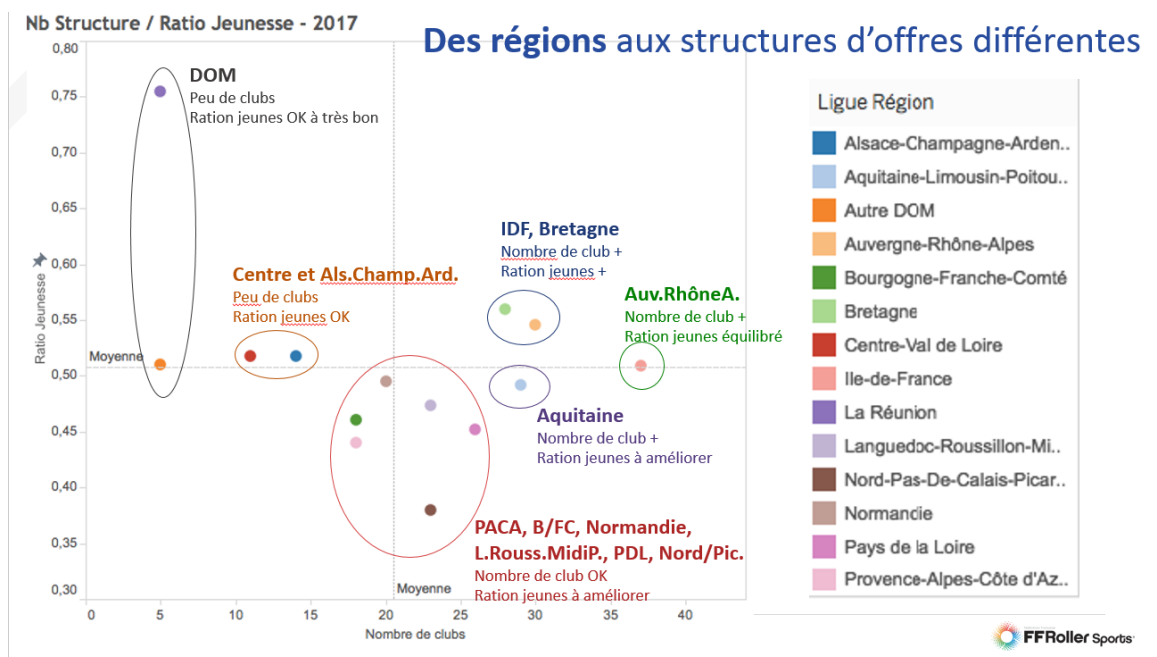 Nb Structure / Ratio Jeunesse - 2017
Des régions aux structures d’offres différentes
0,80
0,75
0,70
0,65
0,60
0,55
0,50
0,45
0,40
0,35
0,30
Ratio Jeunesse
DOM
Peu de clubs
Ration jeunes OK à très bon
IDF, Bretagne
Nombre de club +
Ration jeunes +
Centre et Als.Champ.Ard.
Peu de clubs
Ration jeunes OK
Auv.RhôneA.
Nombre de club +
Ration jeunes équilibré
Moyenne
Aquitaine
Nombre de club +
Ration jeunes à améliorer
PACA, B/FC, Normandie,
L.Rouss.MidiP., PDL, Nord/Pic.
Nombre de club OK
Ration jeunes à améliorer
Moyenne
0 5 10 15 20 25 30 35 40
Nombre de clubs
Ligue Région
Alsace-Champagne-Arden..
Aquitaine-Limousin-Poitou..
Autre DOM
Auvergne-Rhône-Alpes
Bourgogne-Franche-Comté
Bretagne
Centre-Val de Loire
Ile-de-France
La Réunion
Languedoc-Roussillon-Mi..
Nord-Pas-De-Calais-Picar..
Normandie
Pays de la Loire
Provence-Alpes-Côte d'Az..
FFRoller Sports